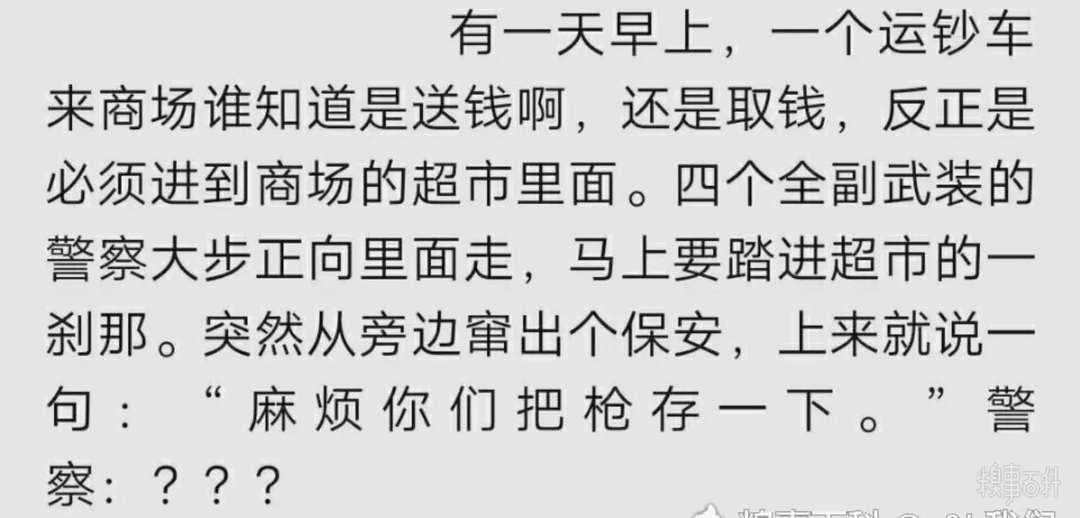 有一天早上，一个运钞车
来商场谁知道是送钱啊，还是取钱，反正是
必须进到商场的超市里面。四个全副武装的
警察大步正向里面走，马上要踏进超市的一
刹那。突然从旁边窜出个保安，上来就说一
句：“麻烦你们把枪存一下。”警
察：？？？
糗事百科